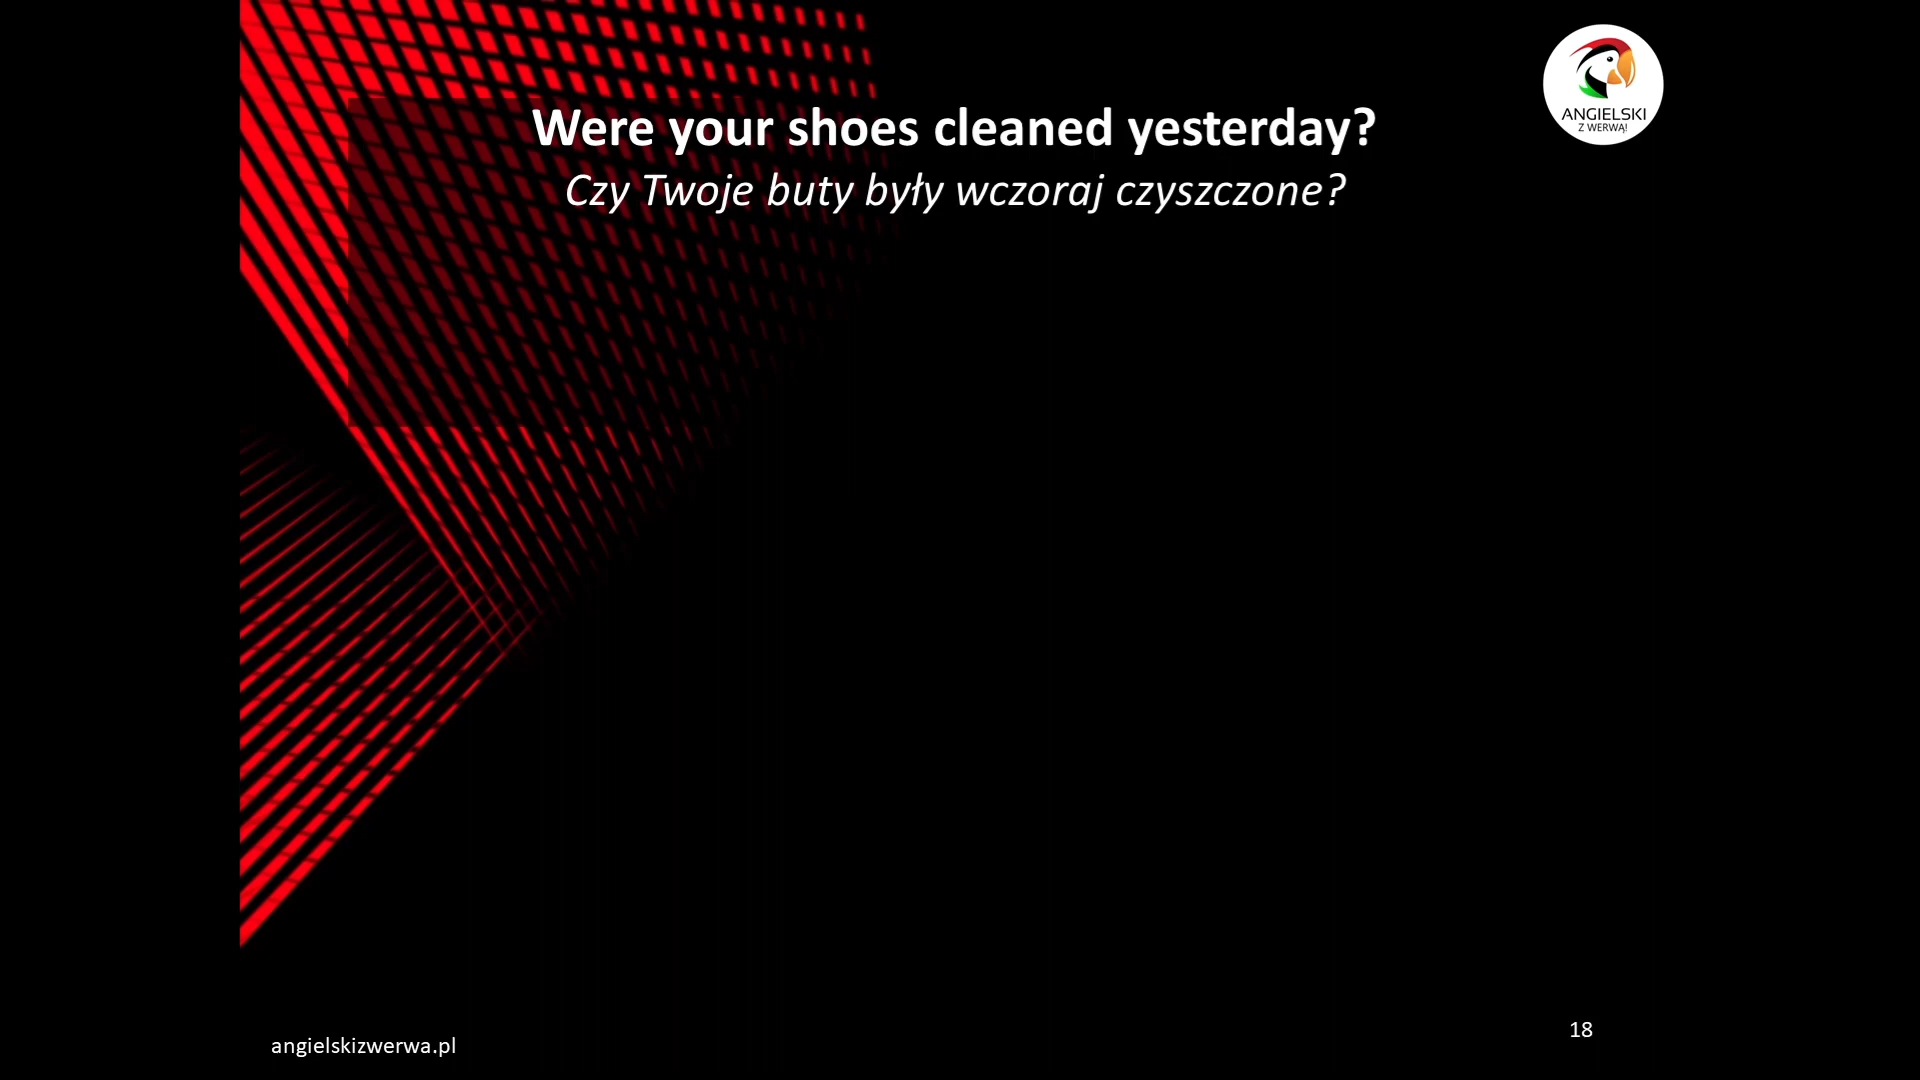 ANGIELSKI
Z WERWĄ!
Were your shoes cleaned yesterday?
Czy Twoje buty były wczoraj czyszczone?
angielskizwerwa.pl
18